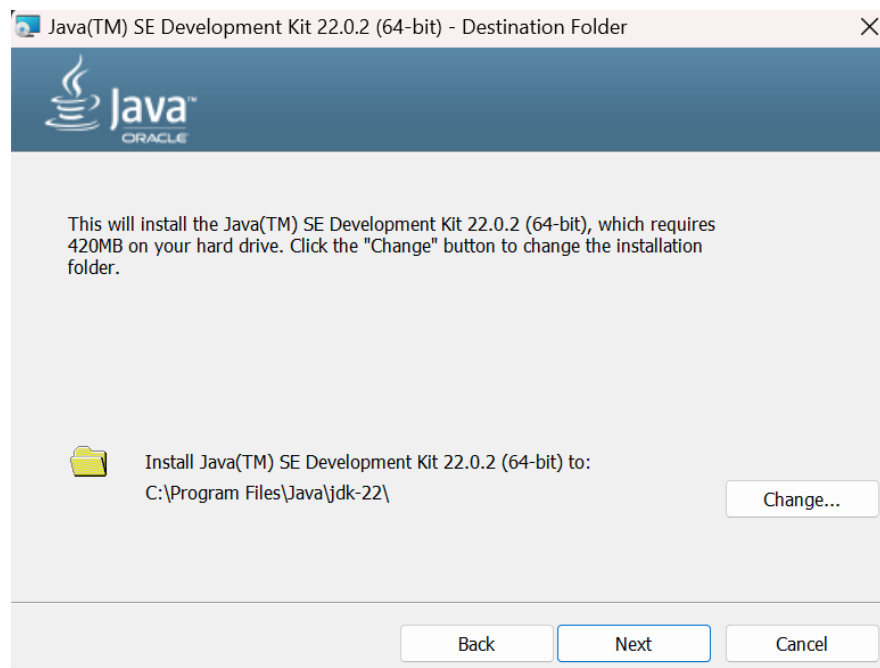 Java(TM) SE Development Kit 22.0.2 (64-bit) - Destination Folder
Java™
ORACLE
This will install the Java(TM) SE Development Kit 22.0.2 (64-bit), which requires
420MB on your hard drive. Click the "Change" button to change the installation
folder.
Install Java(TM) SE Development Kit 22.0.2 (64-bit) to:
C:\Program Files\Java\jdk-22\
Change...
Back Next Cancel